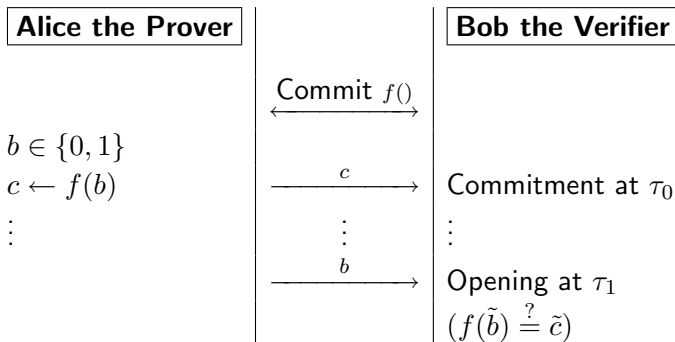 Alice the Prover Bob the Verifier
Commit f()
b ∈ {0, 1}
c ← f(b) c Commitment at τ₀
⋮ ⋮ ⋮
b Opening at τ₁
(f(b̃) ≟ c̃)